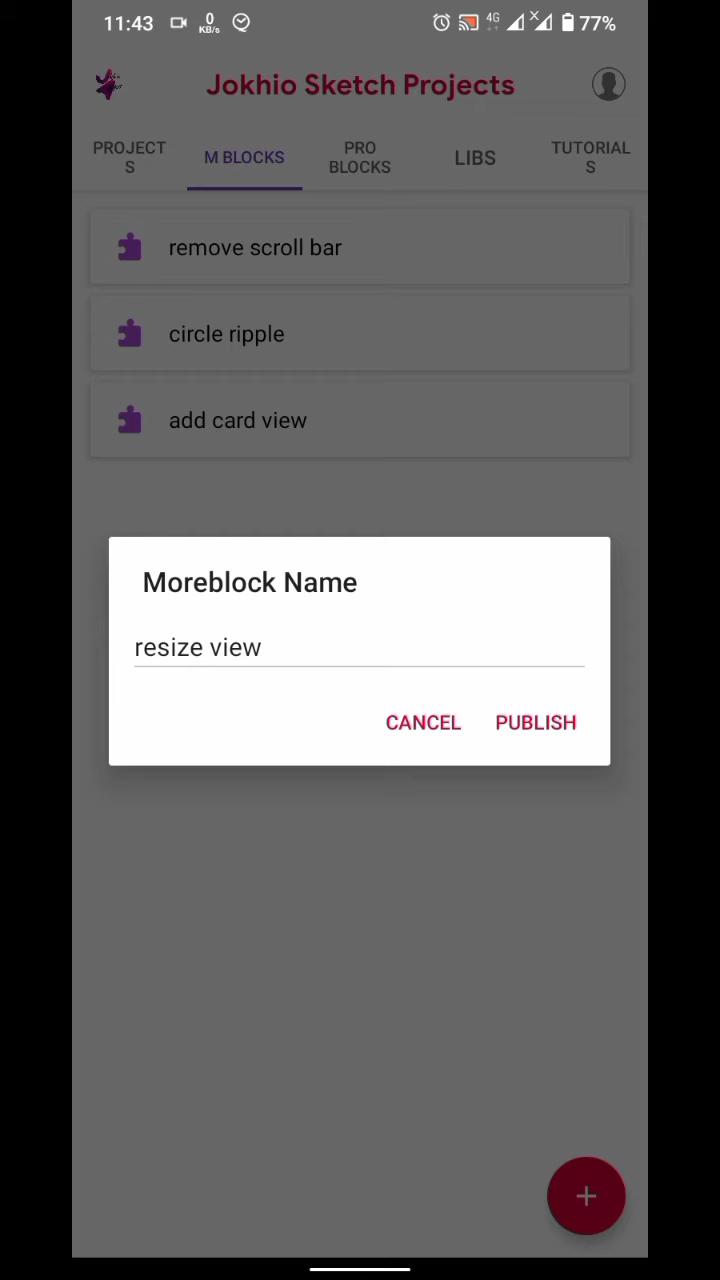 11:43 0 KB/s 4G 77%
Jokhio Sketch Projects
PROJECT
S
M BLOCKS
PRO
BLOCKS
LIBS
TUTORIAL
S
remove scroll bar
circle ripple
add card view
Moreblock Name
resize view
CANCEL PUBLISH